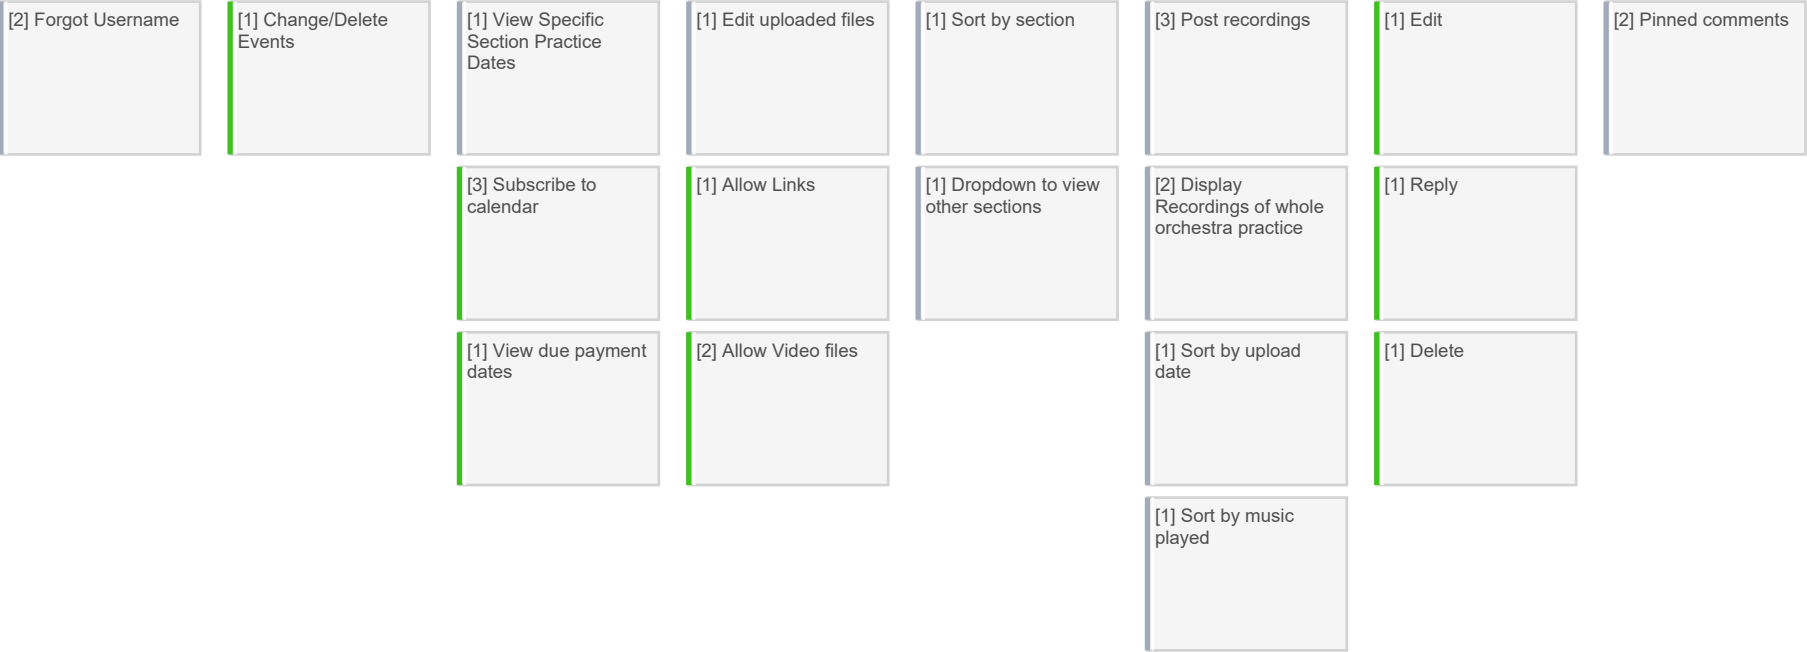 [2] Forgot Username
[1] Change/Delete
Events
[1] View Specific
Section Practice
Dates
[1] Edit uploaded files
[1] Sort by section
[3] Post recordings
[1] Edit
[2] Pinned comments
[3] Subscribe to
calendar
[1] Allow Links
[1] Dropdown to view
other sections
[2] Display
Recordings of whole
orchestra practice
[1] Reply
[1] View due payment
dates
[2] Allow Video files
[1] Sort by upload
date
[1] Delete
[1] Sort by music
played